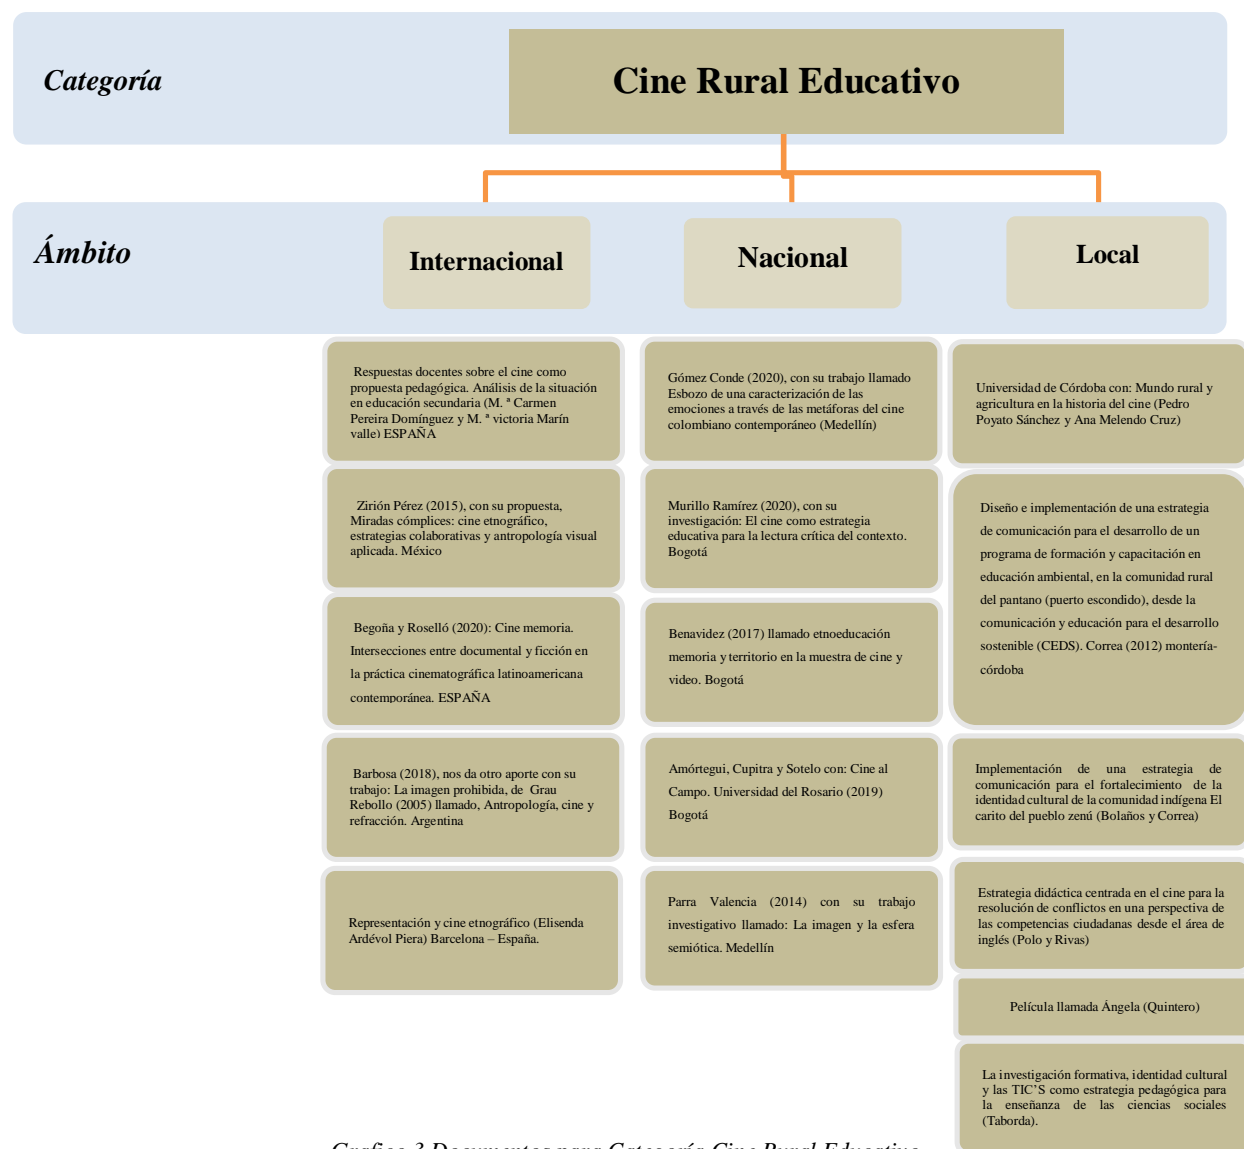 Categoría
Cine Rural Educativo
Ámbito
Internacional
Nacional
Local
Respuestas docentes sobre el cine como
propuesta pedagógica. Análisis de la situación
en educación secundaria (M. ª Carmen
Pereira Domínguez y M. ª victoria Marín
valle) ESPAÑA
Zirión Pérez (2015), con su propuesta,
Miradas cómplices: cine etnográfico,
estrategias colaborativas y antropología visual
aplicada. México
Begoña y Roselló (2020): Cine memoria.
Intersecciones entre documental y ficción en
la práctica cinematográfica latinoamericana
contemporánea. ESPAÑA
Barbosa (2018), nos da otro aporte con su
trabajo: La imagen prohibida, de Grau
Rebollo (2005) llamado, Antropología, cine y
refracción. Argentina
Representación y cine etnográfico (Elisenda
Ardévol Piera) Barcelona – España.
Gómez Conde (2020), con su trabajo llamado
Esbozo de una caracterización de las
emociones a través de las metáforas del cine
colombiano contemporáneo (Medellín)
Murillo Ramírez (2020), con su
investigación: El cine como estrategia
educativa para la lectura crítica del contexto.
Bogotá
Benavidez (2017) llamado etnoeducación
memoria y territorio en la muestra de cine y
video. Bogotá
Amórtegui, Cupitra y Sotelo con: Cine al
Campo. Universidad del Rosario (2019)
Bogotá
Parra Valencia (2014) con su trabajo
investigativo llamado: La imagen y la esfera
semiótica. Medellín
Universidad de Córdoba con: Mundo rural y
agricultura en la historia del cine (Pedro
Poyato Sánchez y Ana Melendo Cruz)
Diseño e implementación de una estrategia
de comunicación para el desarrollo de un
programa de formación y capacitación en
educación ambiental, en la comunidad rural
del pantano (puerto escondido), desde la
comunicación y educación para el desarrollo
sostenible (CEDS). Correa (2012) montería-
córdoba
Implementación de una estrategia de
comunicación para el fortalecimiento de la
identidad cultural de la comunidad indígena El
carito del pueblo zenú (Bolaños y Correa)
Estrategia didáctica centrada en el cine para la
resolución de conflictos en una perspectiva de
las competencias ciudadanas desde el área de
inglés (Polo y Rivas)
Película llamada Ángela (Quintero)
La investigación formativa, identidad cultural
y las TIC'S como estrategia pedagógica para
la enseñanza de las ciencias sociales
(Taborda).
Grafico 3 Documentos para Categoría Cine Rural Educativo